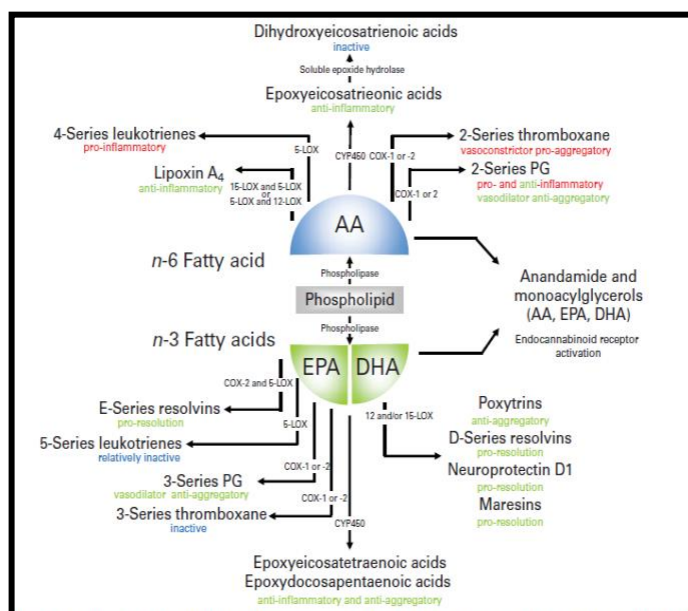 Dihydroxyeicosatrienoic acids
inactive
Soluble epoxide hydrolase
Epoxyeicosatrieonic acids
anti-inflammatory
4-Series leukotrienes
pro-inflammatory
5-LOX
CYP450
COX-1 or -2
2-Series thromboxane
vasoconstrictor pro-aggregatory
Lipoxin A4
anti-inflammatory
15-LOX and 5-LOX
or
5-LOX and 12-LOX
COX-1 or 2
2-Series PG
pro- and anti-inflammatory
vasodilator anti-aggregatory
AA
n-6 Fatty acid
Phospholipase
Phospholipid
Phospholipase
Anandamide and
monoacylglycerols
(AA, EPA, DHA)
Endocannabinoid receptor
activation
n-3 Fatty acids
EPA
DHA
COX-2 and 5-LOX
E-Series resolvins
pro-resolution
5-LOX
5-Series leukotrienes
relatively inactive
COX-1 or -2
3-Series PG
vasodilator anti-aggregatory
COX-1 or -2
3-Series thromboxane
inactive
CYP450
12 and/or 15-LOX
Poxytrins
anti-aggregatory
D-Series resolvins
pro-resolution
Neuroprotectin D1
pro-resolution
Maresins
pro-resolution
Epoxyeicosatetraenoic acids
Epoxydocosapentaenoic acids
anti-inflammatory and anti-aggregatory